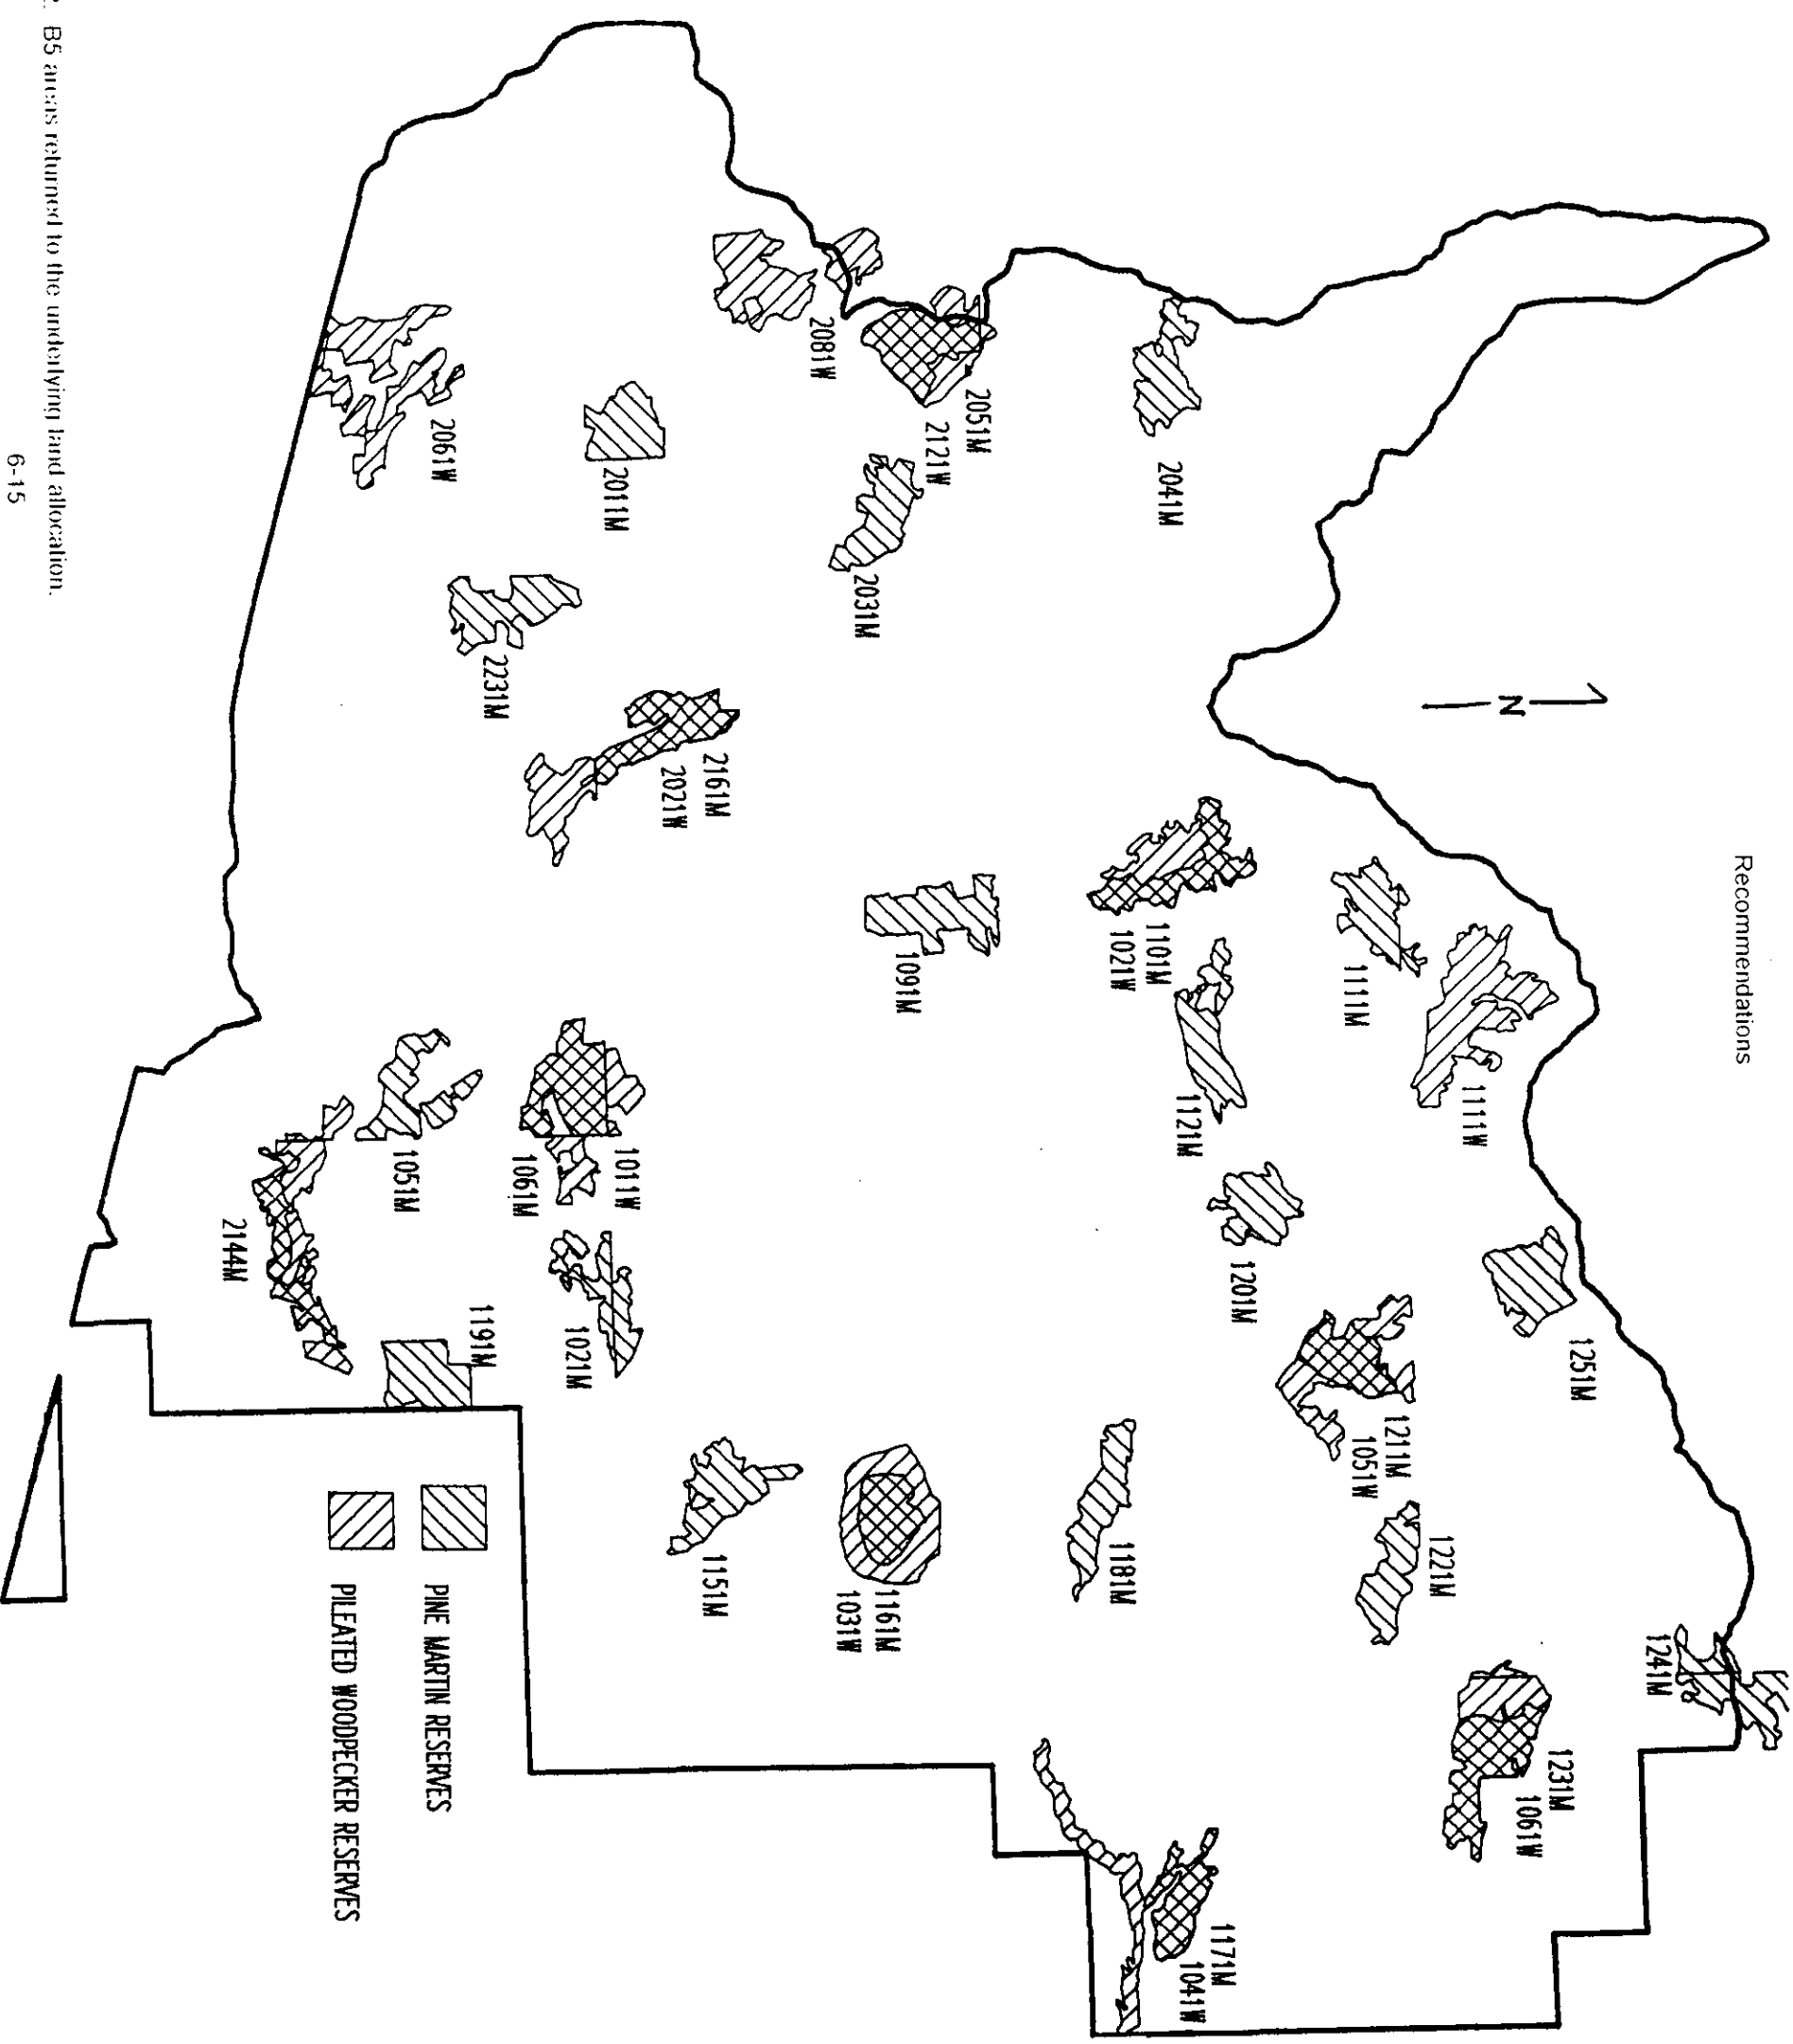 Recommendations
N
1241M
1251M
1111W
1111M
1231M
1061W
1221M
1211M
1051W
1201M
1121M
1101M
1021W
2041M
1171M
1041W
1181M
2051M
2121W
2031M
1091M
1161M
1031W
2081W
2161M
2021W
1151M
2011M
1011W
1061M
1021M
2231M
2061W
1051M
1191M
2144M
PINE MARTIN RESERVES
PILEATED WOODPECKER RESERVES
B5 areas returned to the underlying land allocation.
6-15